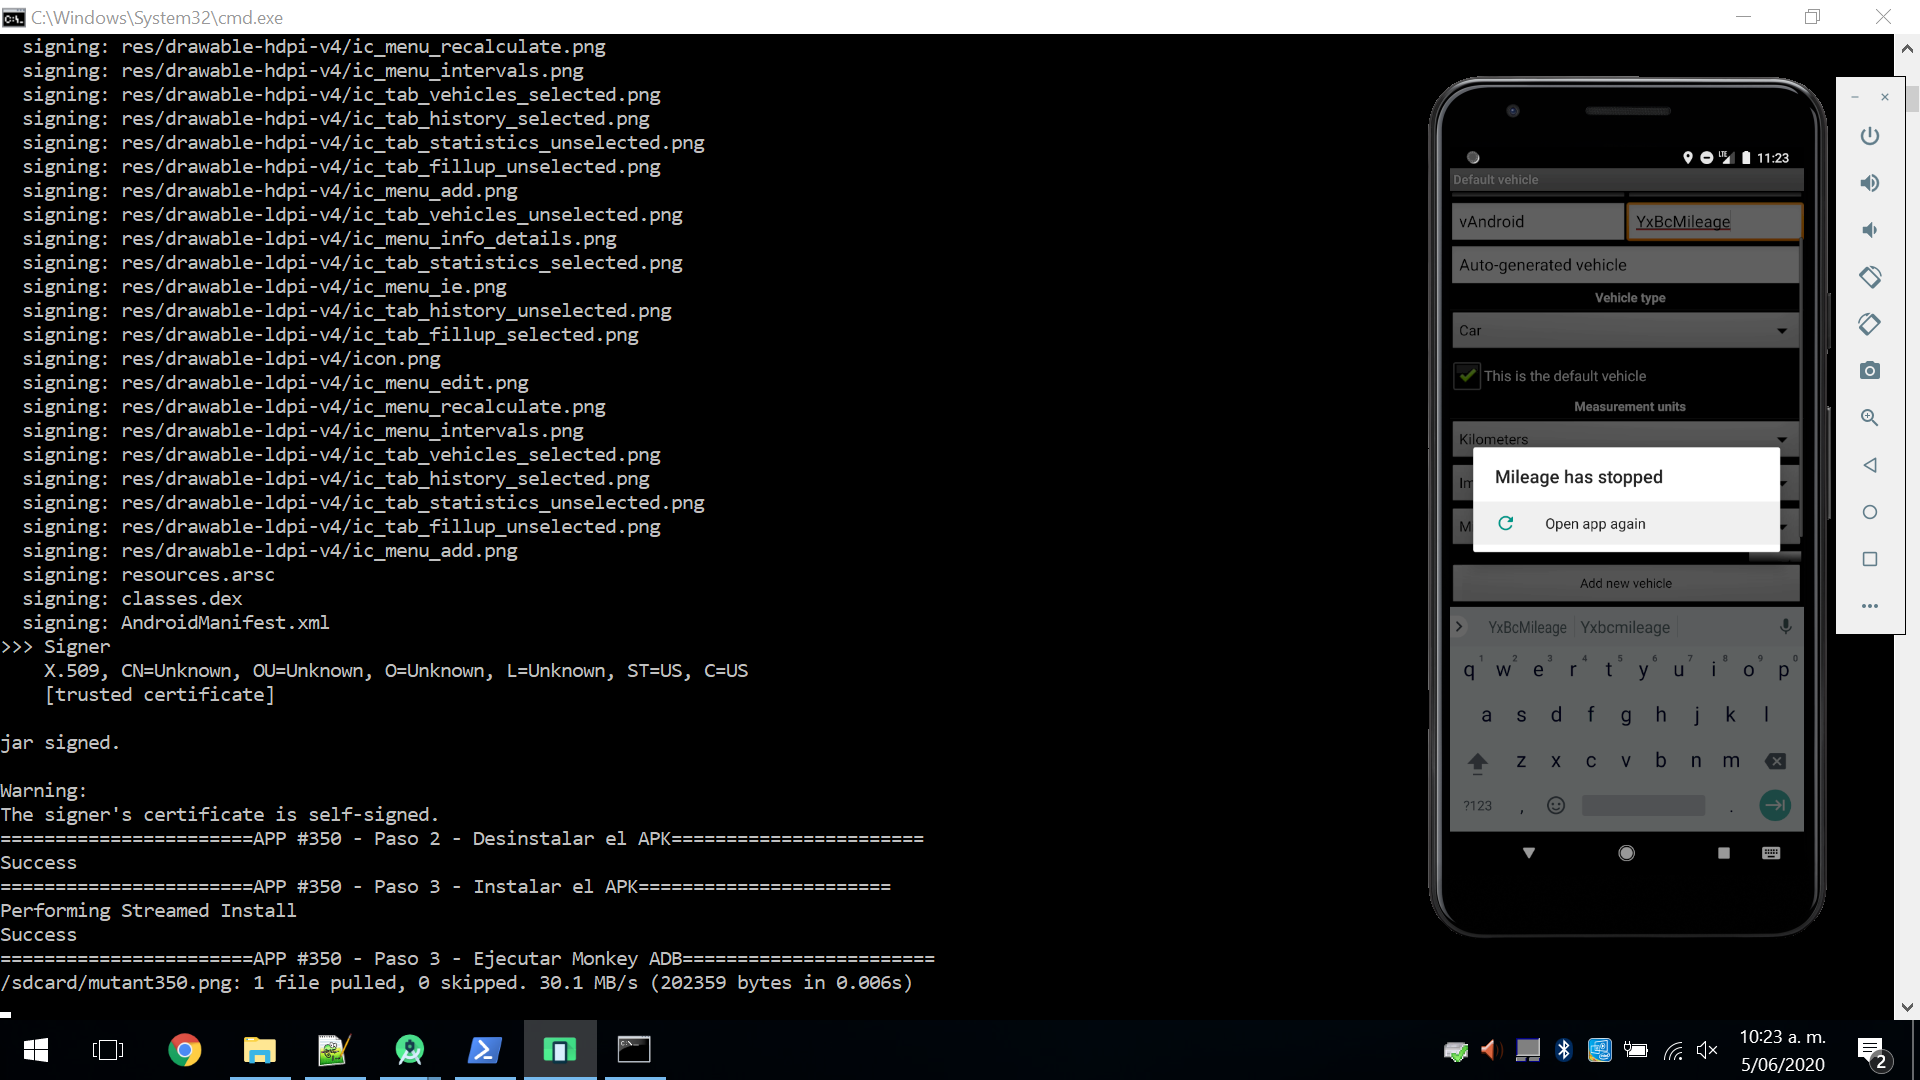 C:\Windows\System32\cmd.exe
signing: res/drawable-hdpi-v4/ic_menu_recalculate.png
signing: res/drawable-hdpi-v4/ic_menu_intervals.png
signing: res/drawable-hdpi-v4/ic_tab_vehicles_selected.png
signing: res/drawable-hdpi-v4/ic_tab_history_selected.png
signing: res/drawable-hdpi-v4/ic_tab_statistics_unselected.png
signing: res/drawable-hdpi-v4/ic_tab_fillup_unselected.png
signing: res/drawable-hdpi-v4/ic_menu_add.png
signing: res/drawable-ldpi-v4/ic_tab_vehicles_unselected.png
signing: res/drawable-ldpi-v4/ic_menu_info_details.png
signing: res/drawable-ldpi-v4/ic_tab_statistics_selected.png
signing: res/drawable-ldpi-v4/ic_menu_ie.png
signing: res/drawable-ldpi-v4/ic_tab_history_unselected.png
signing: res/drawable-ldpi-v4/ic_tab_fillup_selected.png
signing: res/drawable-ldpi-v4/icon.png
signing: res/drawable-ldpi-v4/ic_menu_edit.png
signing: res/drawable-ldpi-v4/ic_menu_recalculate.png
signing: res/drawable-ldpi-v4/ic_menu_intervals.png
signing: res/drawable-ldpi-v4/ic_tab_vehicles_selected.png
signing: res/drawable-ldpi-v4/ic_tab_history_selected.png
signing: res/drawable-ldpi-v4/ic_tab_statistics_unselected.png
signing: res/drawable-ldpi-v4/ic_tab_fillup_unselected.png
signing: res/drawable-ldpi-v4/ic_menu_add.png
signing: resources.arsc
signing: classes.dex
signing: AndroidManifest.xml
>>> Signer
X.509, CN=Unknown, OU=Unknown, O=Unknown, L=Unknown, ST=US, C=US
[trusted certificate]
jar signed.
Warning:
The signer's certificate is self-signed.
=======================APP #350 - Paso 2 - Desinstalar el APK=======================
Success
=======================APP #350 - Paso 3 - Instalar el APK=======================
Performing Streamed Install
Success
=======================APP #350 - Paso 3 - Ejecutar Monkey ADB=======================
/sdcard/mutant350.png: 1 file pulled, 0 skipped. 30.1 MB/s (202359 bytes in 0.006s)
LTE 11:23
Default vehicle
vAndroid YxBcMileage
Auto-generated vehicle
Vehicle type
Car
This is the default vehicle
Measurement units
Kilometers
Im
M
Mileage has stopped
Open app again
Add new vehicle
YxBcMileage Yxbcmileage
q 1 w 2 e 3 r 4 t 5 y 6 u 7 i 8 o 9 p 0
a s d f g h j k l
z x c v b n m
?123 , .
10:23 a. m.
5/06/2020
2